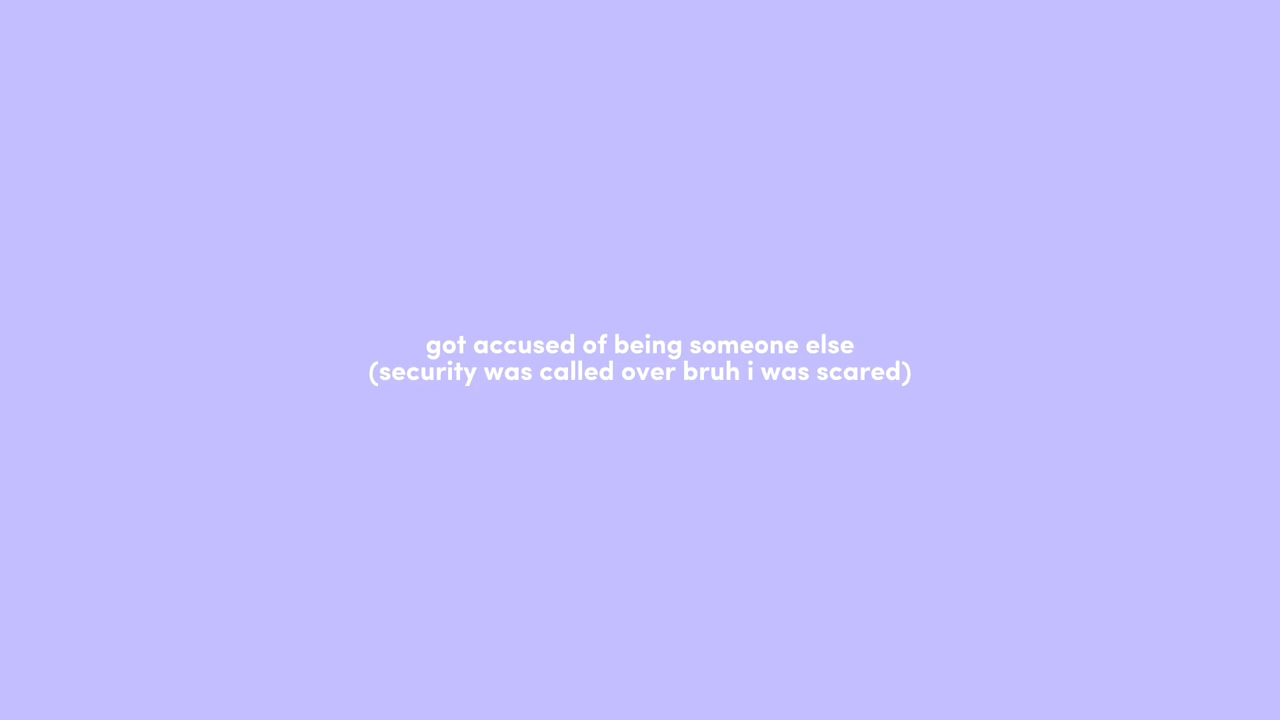 got accused of being someone else
(security was called over bruh i was scared)